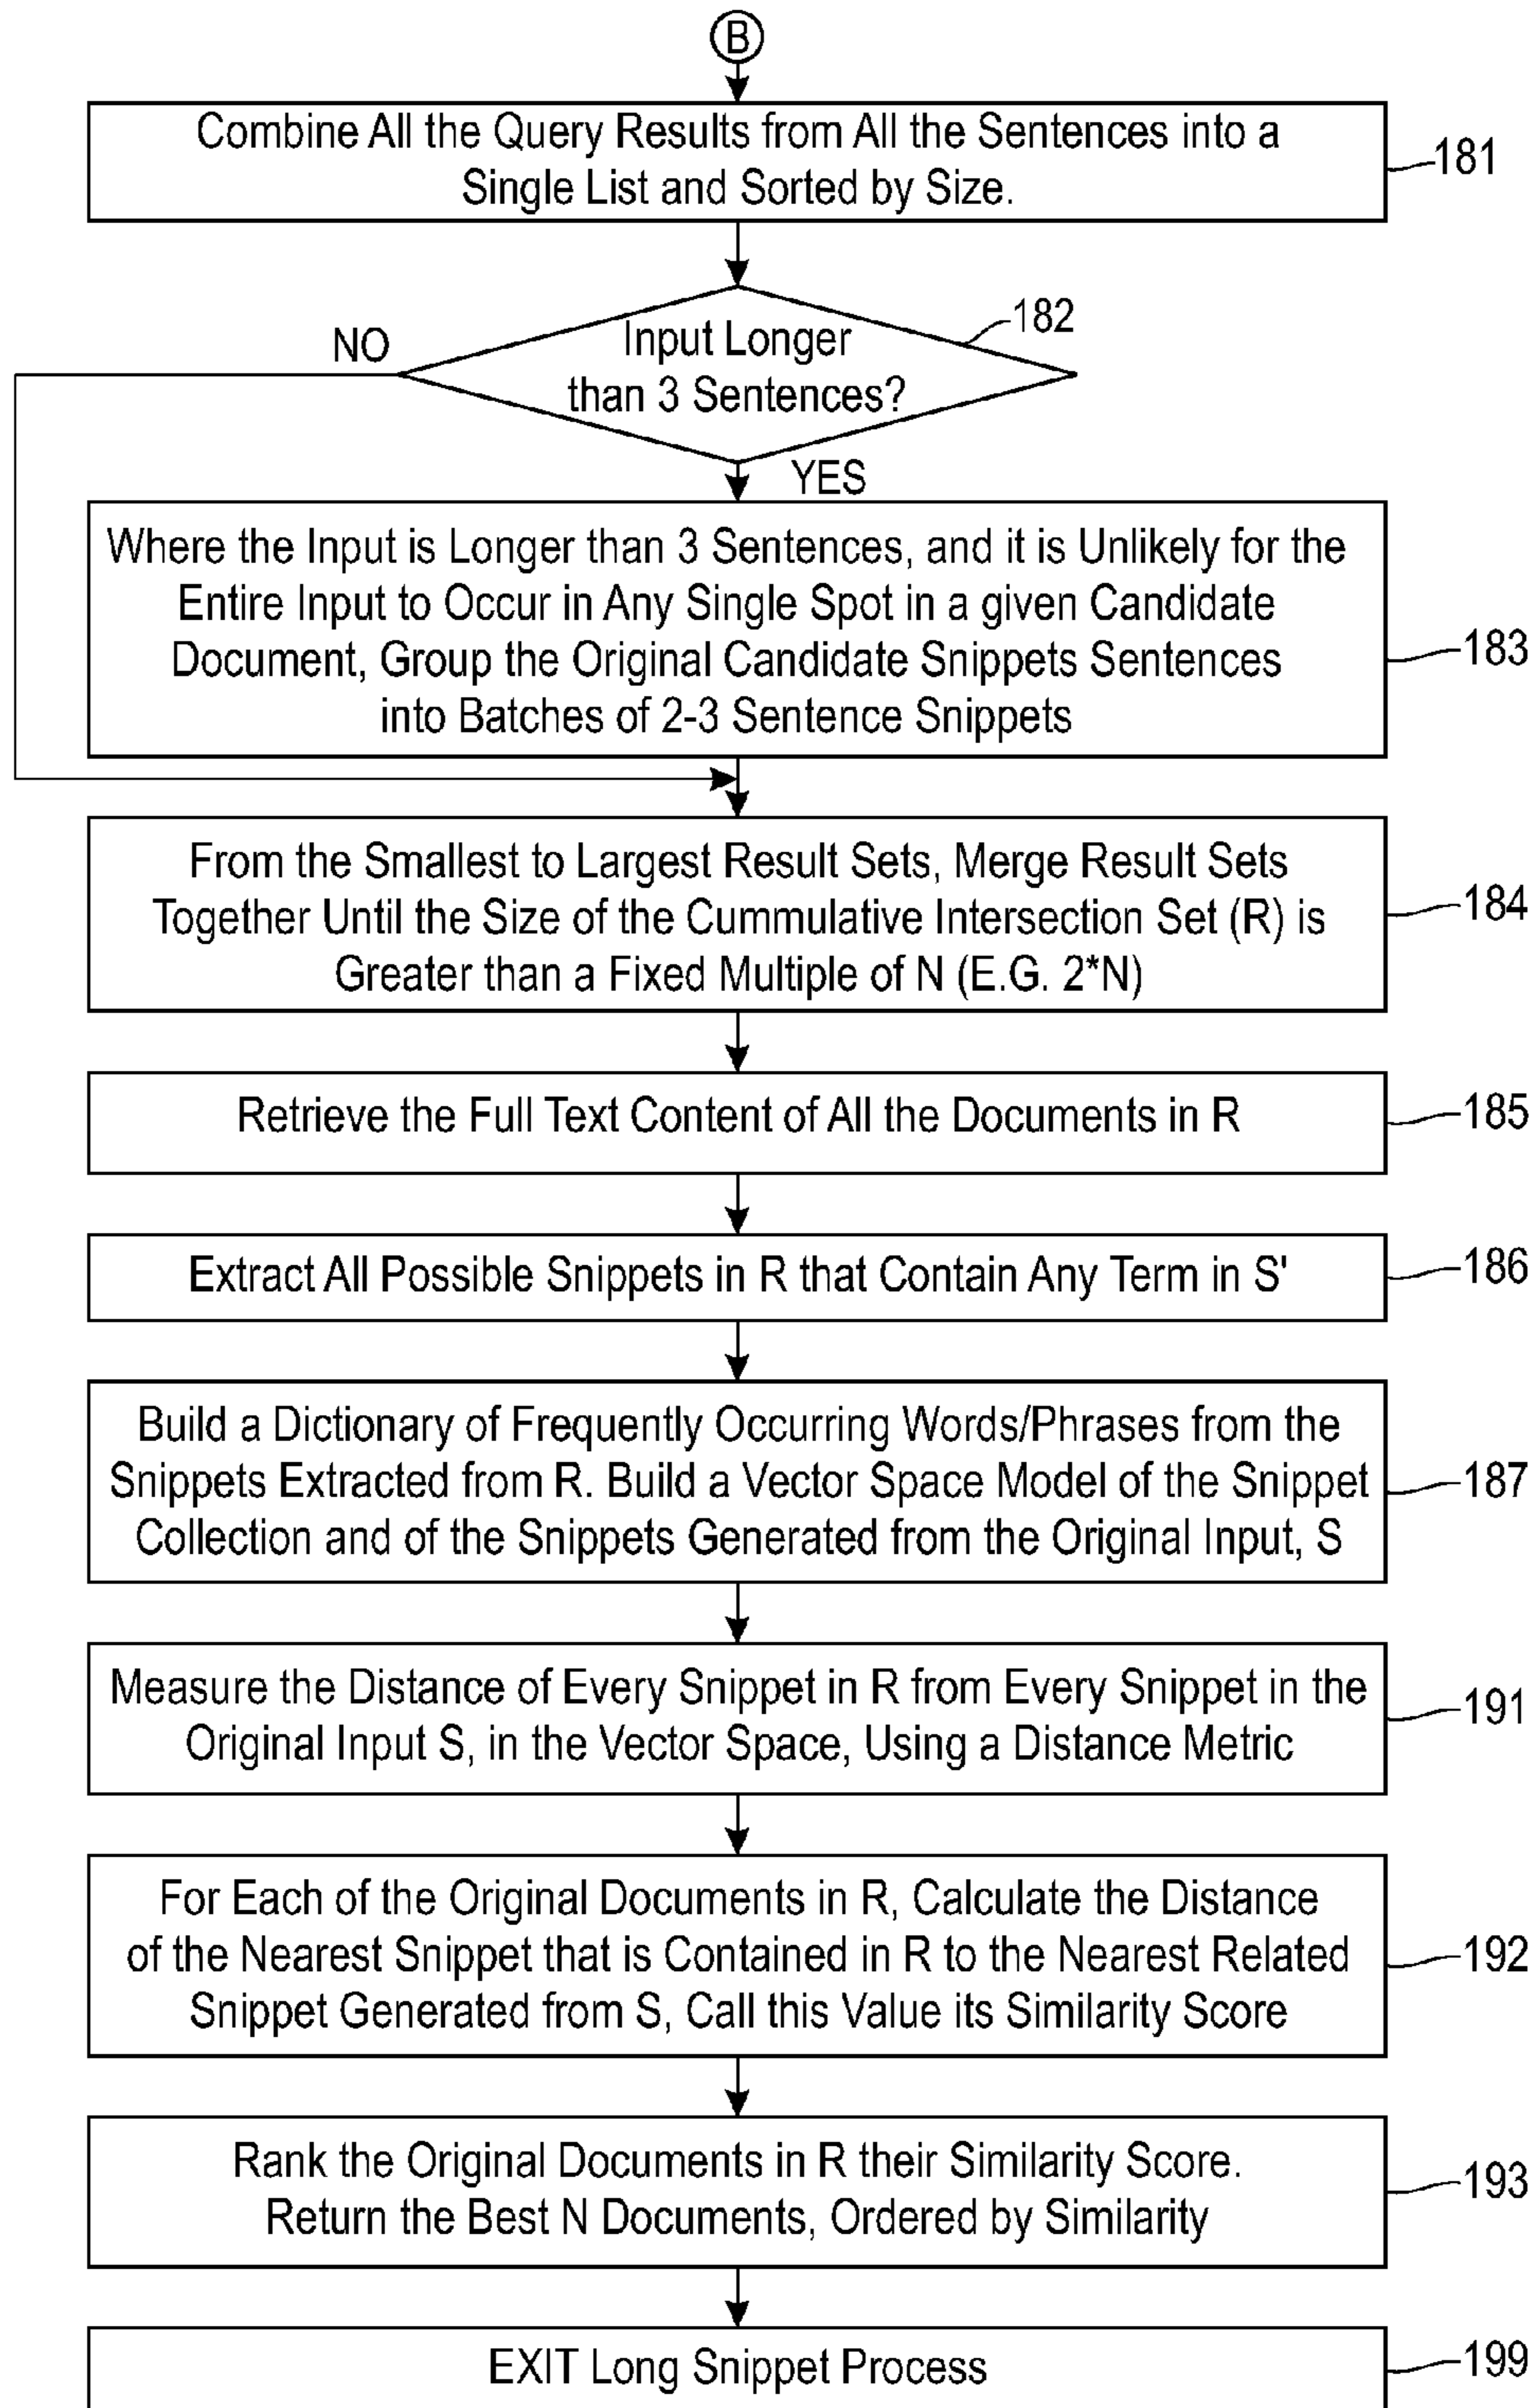 B
Combine All the Query Results from All the Sentences into a
Single List and Sorted by Size.
181
182
NO
Input Longer
than 3 Sentences?
YES
Where the Input is Longer than 3 Sentences, and it is Unlikely for the
Entire Input to Occur in Any Single Spot in a given Candidate
Document, Group the Original Candidate Snippets Sentences
into Batches of 2-3 Sentence Snippets
183
From the Smallest to Largest Result Sets, Merge Result Sets
Together Until the Size of the Cummulative Intersection Set (R) is
Greater than a Fixed Multiple of N (E.G. 2*N)
184
Retrieve the Full Text Content of All the Documents in R
185
Extract All Possible Snippets in R that Contain Any Term in S'
186
Build a Dictionary of Frequently Occurring Words/Phrases from the
Snippets Extracted from R. Build a Vector Space Model of the Snippet
Collection and of the Snippets Generated from the Original Input, S
187
Measure the Distance of Every Snippet in R from Every Snippet in the
Original Input S, in the Vector Space, Using a Distance Metric
191
For Each of the Original Documents in R, Calculate the Distance
of the Nearest Snippet that is Contained in R to the Nearest Related
Snippet Generated from S, Call this Value its Similarity Score
192
Rank the Original Documents in R their Similarity Score.
Return the Best N Documents, Ordered by Similarity
193
EXIT Long Snippet Process
199